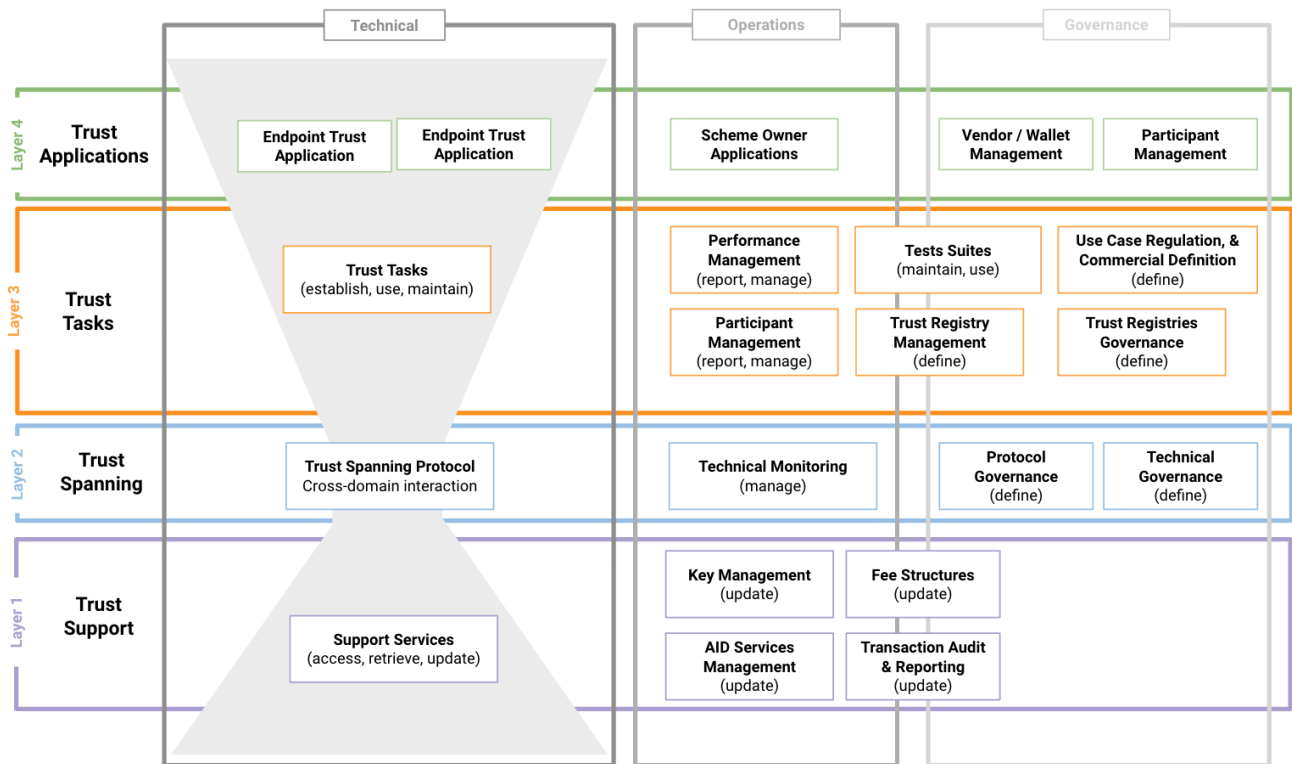 Technical
Operations
Governance
Layer 4
Trust
Applications
Endpoint Trust
Application
Endpoint Trust
Application
Scheme Owner
Applications
Vendor / Wallet
Management
Participant
Management
Layer 3
Trust
Tasks
Trust Tasks
(establish, use, maintain)
Performance
Management
(report, manage)
Tests Suites
(maintain, use)
Use Case Regulation, &
Commercial Definition
(define)
Participant
Management
(report, manage)
Trust Registry
Management
(define)
Trust Registries
Governance
(define)
Layer 2
Trust
Spanning
Trust Spanning Protocol
Cross-domain interaction
Technical Monitoring
(manage)
Protocol
Governance
(define)
Technical
Governance
(define)
Layer 1
Trust
Support
Support Services
(access, retrieve, update)
Key Management
(update)
Fee Structures
(update)
AID Services
Management
(update)
Transaction Audit
& Reporting
(update)